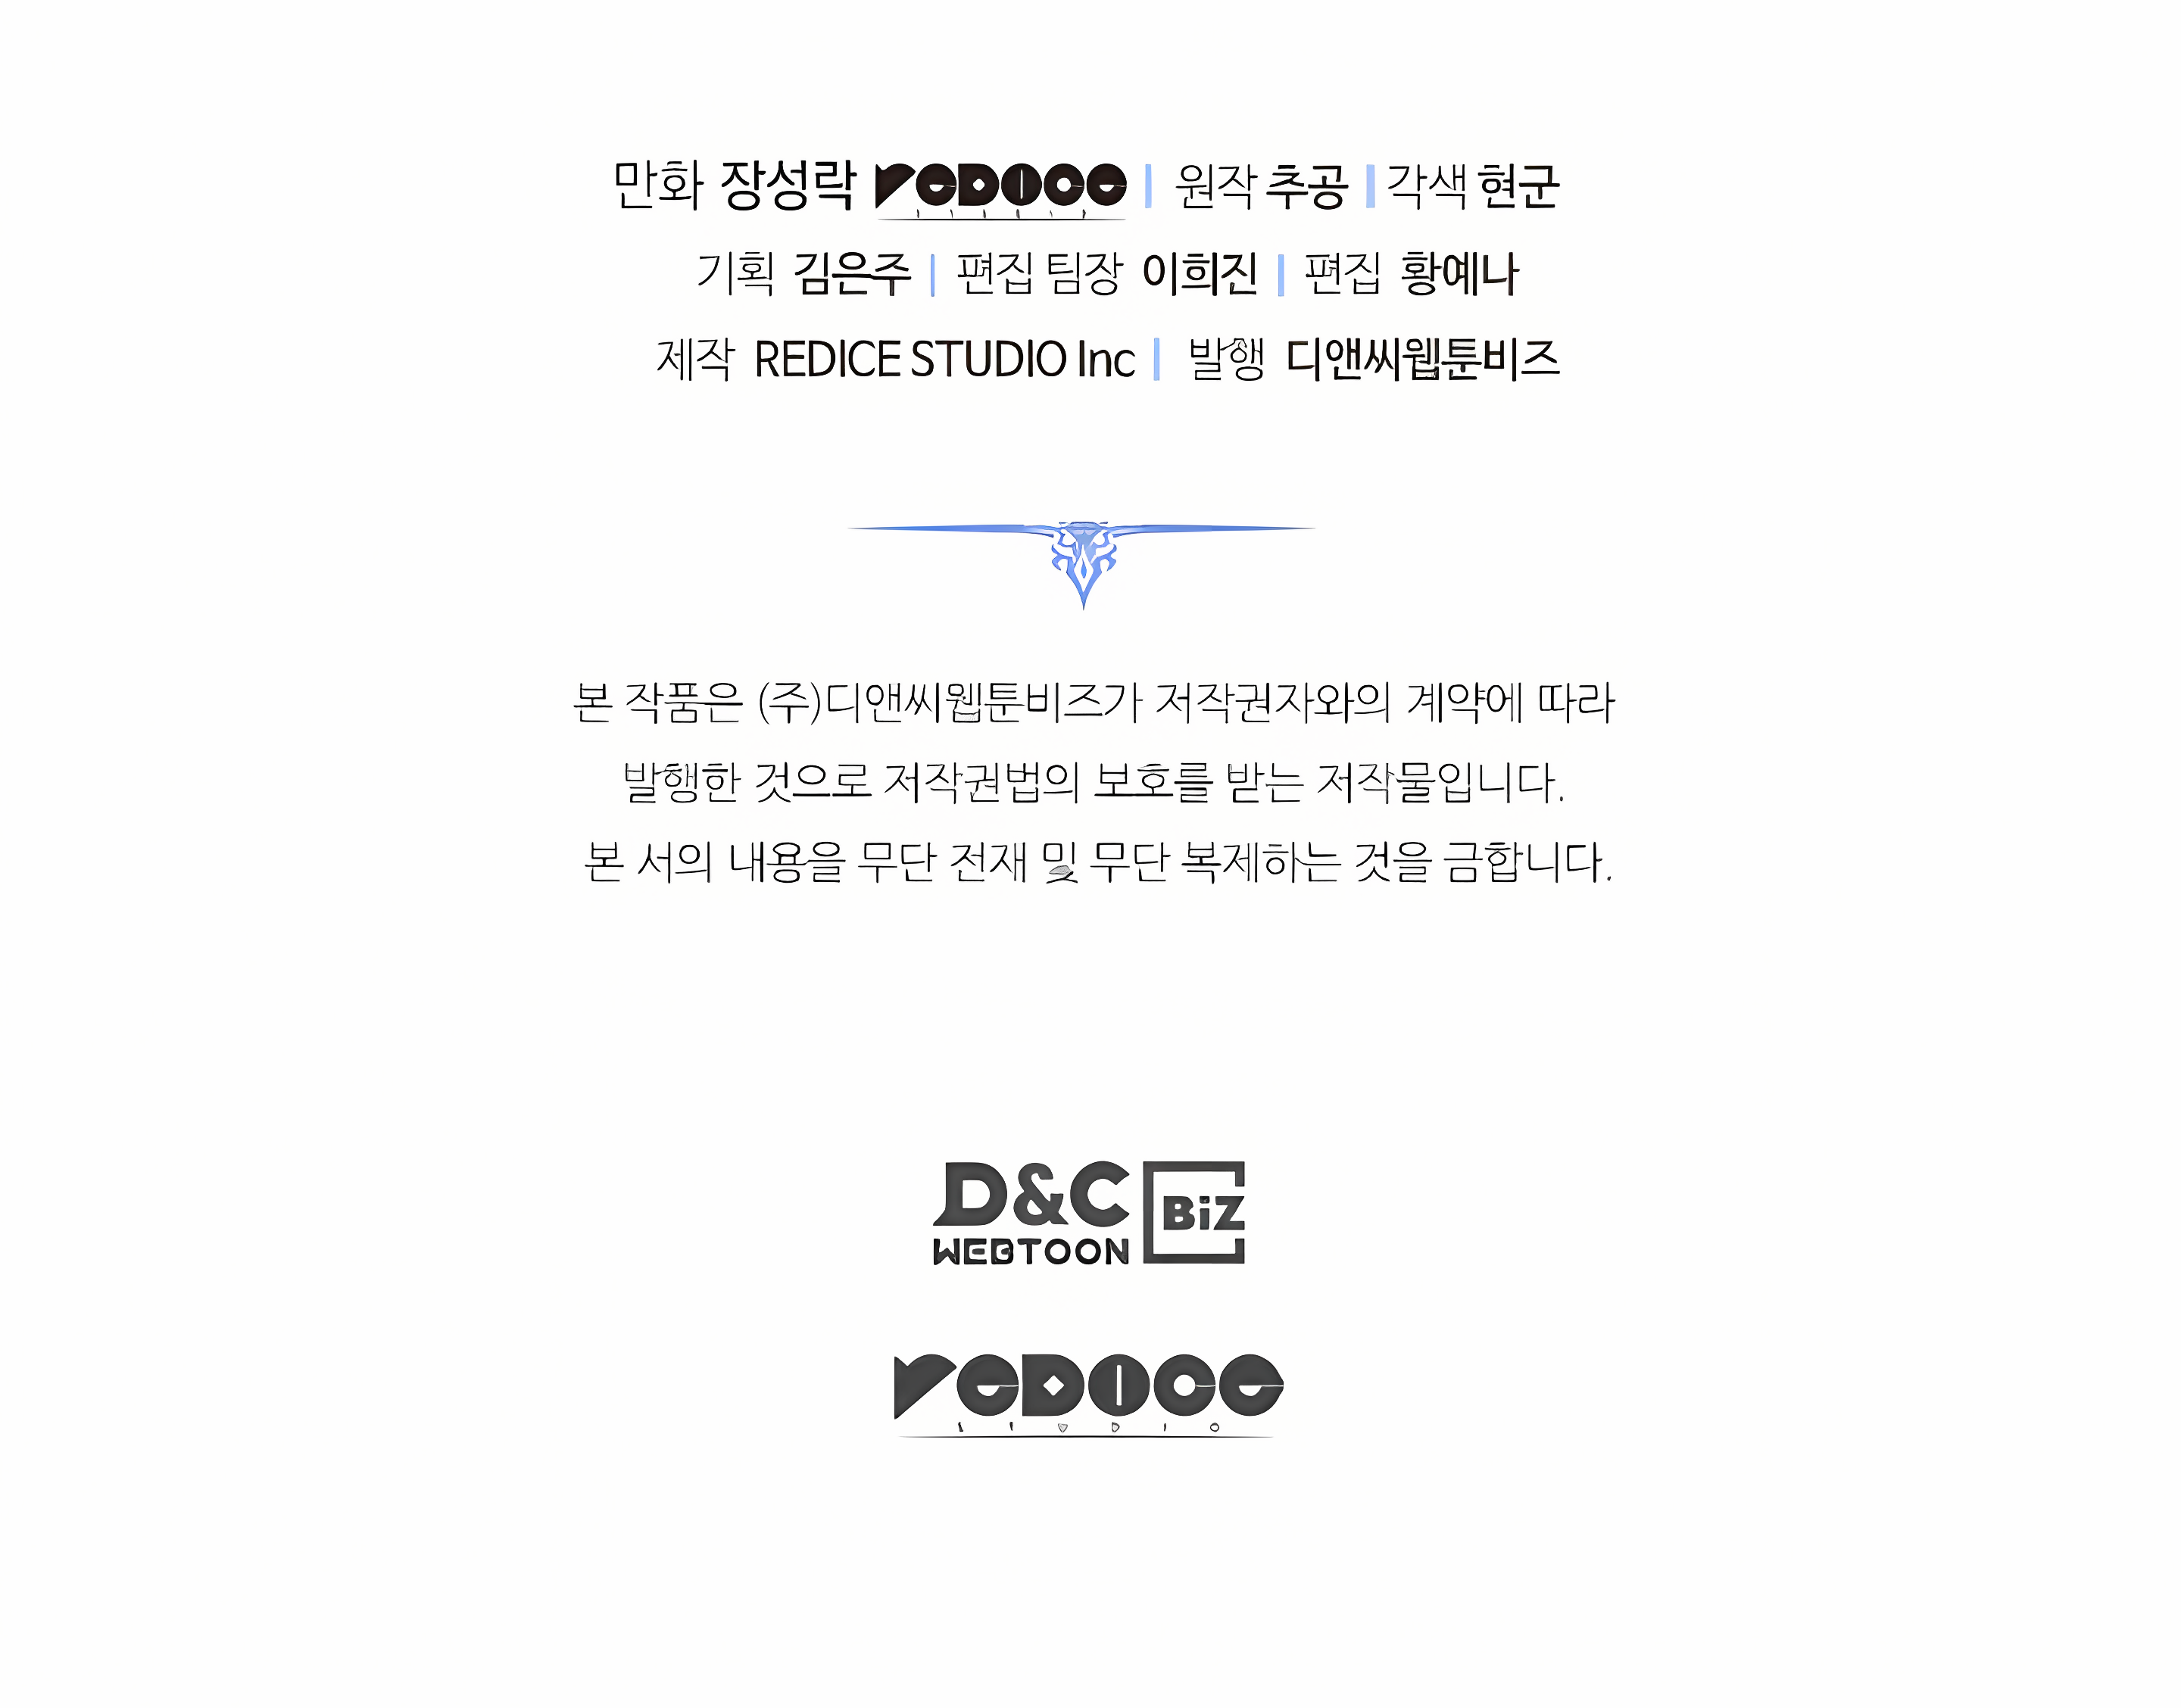 만화 장성락 REDICE STUDIO | 원작 추공 | 각색 현군
기획 김은주 | 편집 팀장 이희진 | 편집 황예나
제작 REDICE STUDIO Inc | 발행 디앤씨웹툰비즈
본 작품은 (주)디앤씨웹툰비즈가 저작권자와의 계약에 따라
발행한 것으로 저작권법의 보호를 받는 저작물입니다.
본 서의 내용을 무단 전재 및 무단 복제하는 것을 금합니다.
D&C BiZ
WEBTOON
REDICE
STUDIO